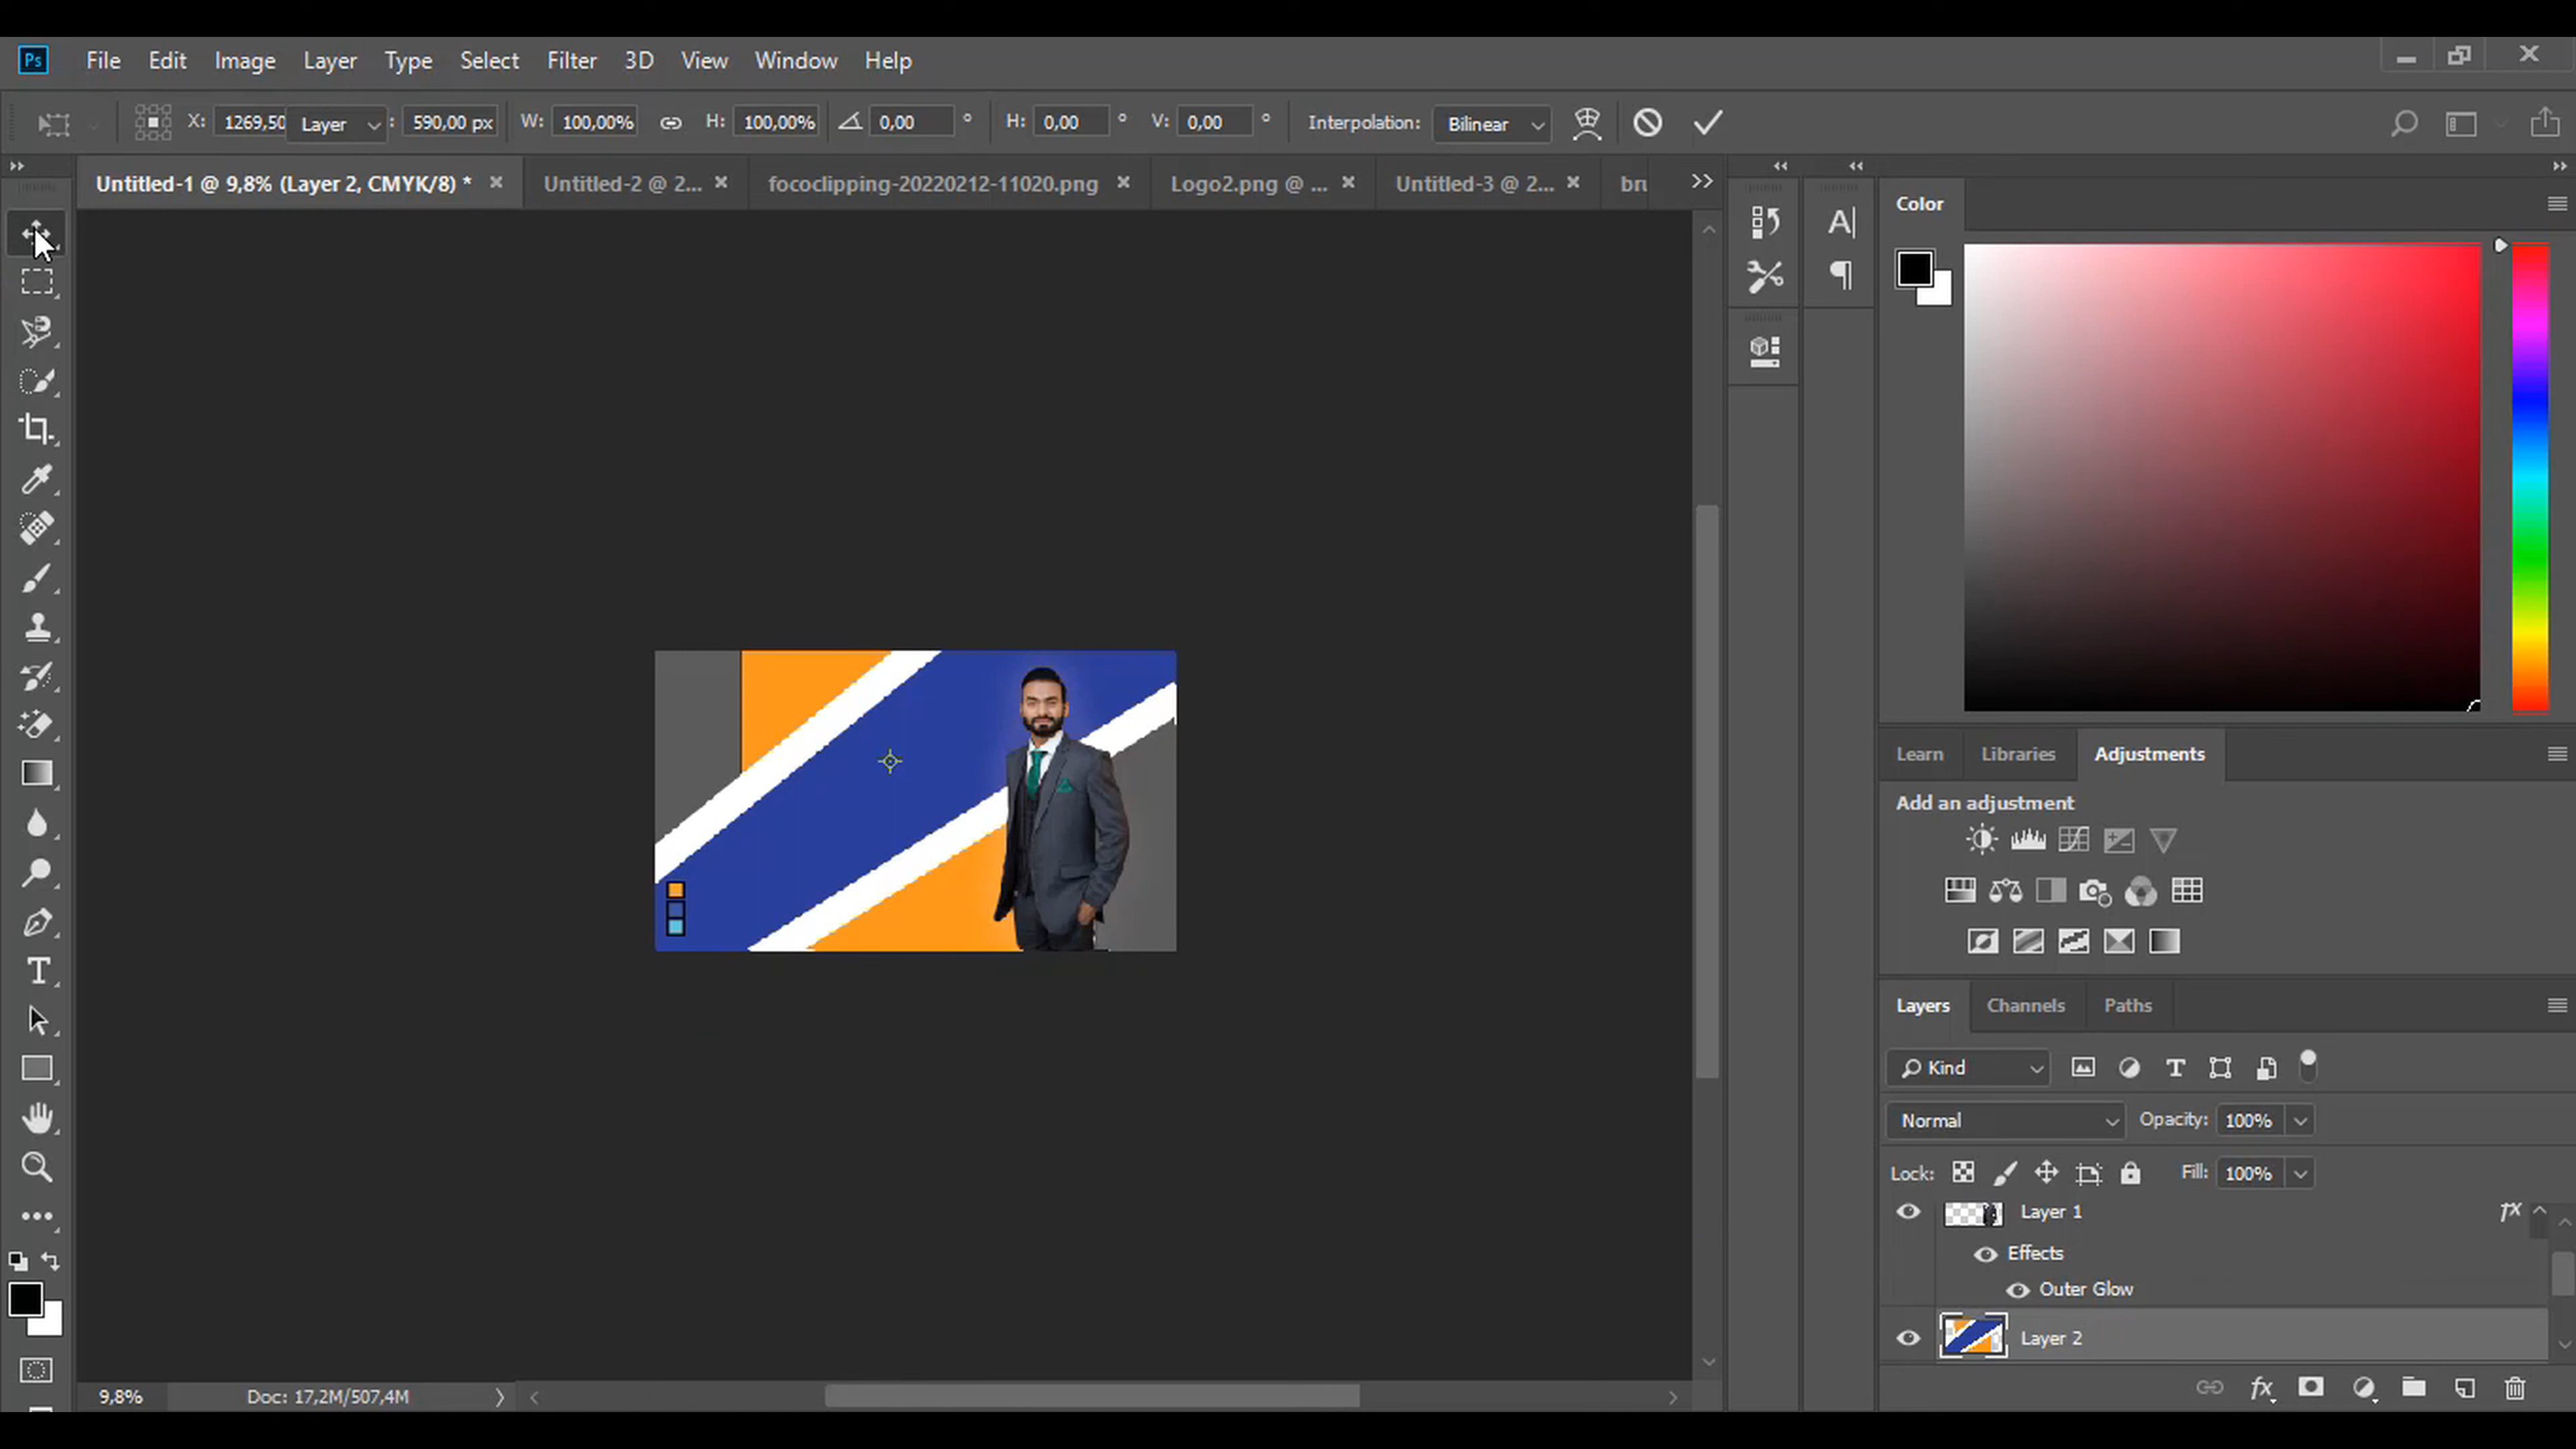 Ps File Edit Image Layer Type Select Filter 3D View Window Help
X: 1269,50 Layer : 590,00 px W: 100,00% H: 100,00% 0,00 ° H: 0,00 ° V: 0,00 ° Interpolation: Bilinear
Untitled-1 @ 9,8% (Layer 2, CMYK/8) * Untitled-2 @ 2... fococlipping-20220212-11020.png Logo2.png @ ... Untitled-3 @ 2... bru
Color
Learn Libraries Adjustments
Add an adjustment
Layers Channels Paths
Kind
Normal Opacity: 100%
Lock: Fill: 100%
Layer 1 fx
Effects
Outer Glow
Layer 2
9,8% Doc: 17,2M/507,4M
fx